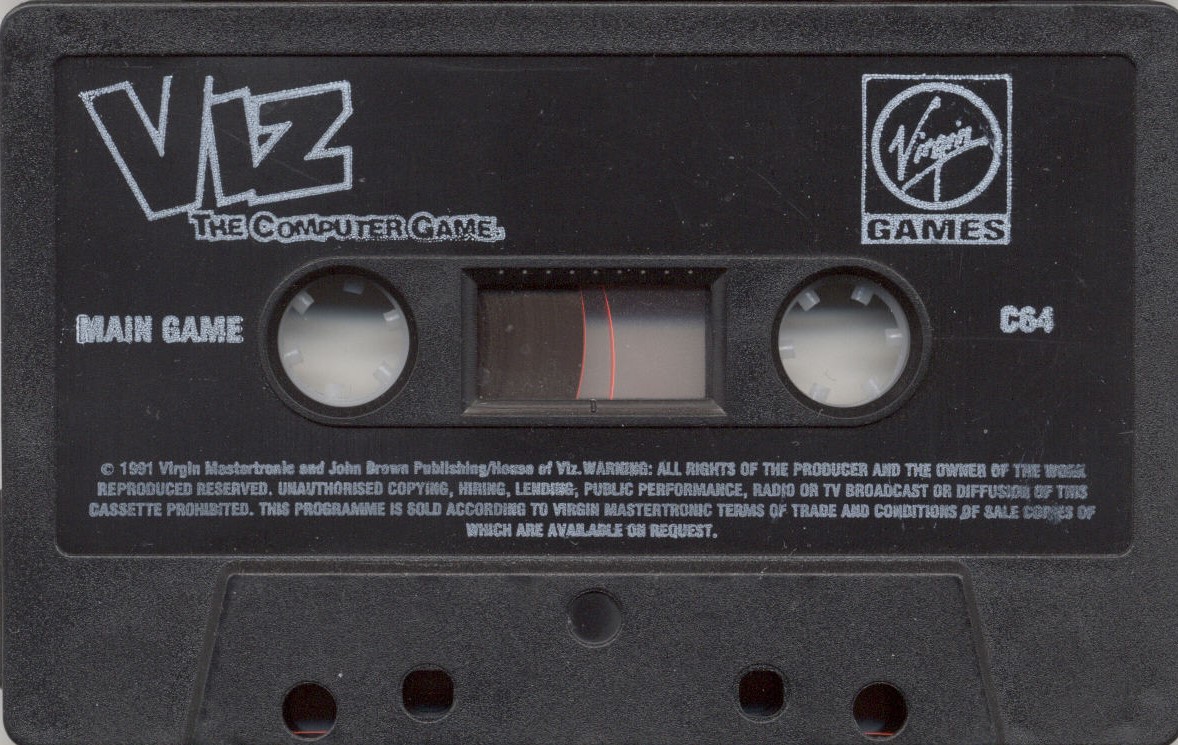 VIZ
THE COMPUTER GAME.
Virgin
GAMES
MAIN GAME
C64
© 1991 Virgin Mastertronic and John Brown Publishing/House of Viz. WARNING: ALL RIGHTS OF THE PRODUCER AND THE OWNER OF THE WORK
REPRODUCED RESERVED. UNAUTHORISED COPYING, HIRING, LENDING, PUBLIC PERFORMANCE, RADIO OR TV BROADCAST OR DIFFUSION OF THIS
CASSETTE PROHIBITED. THIS PROGRAMME IS SOLD ACCORDING TO VIRGIN MASTERTRONIC TERMS OF TRADE AND CONDITIONS OF SALE COPIES OF
WHICH ARE AVAILABLE ON REQUEST.